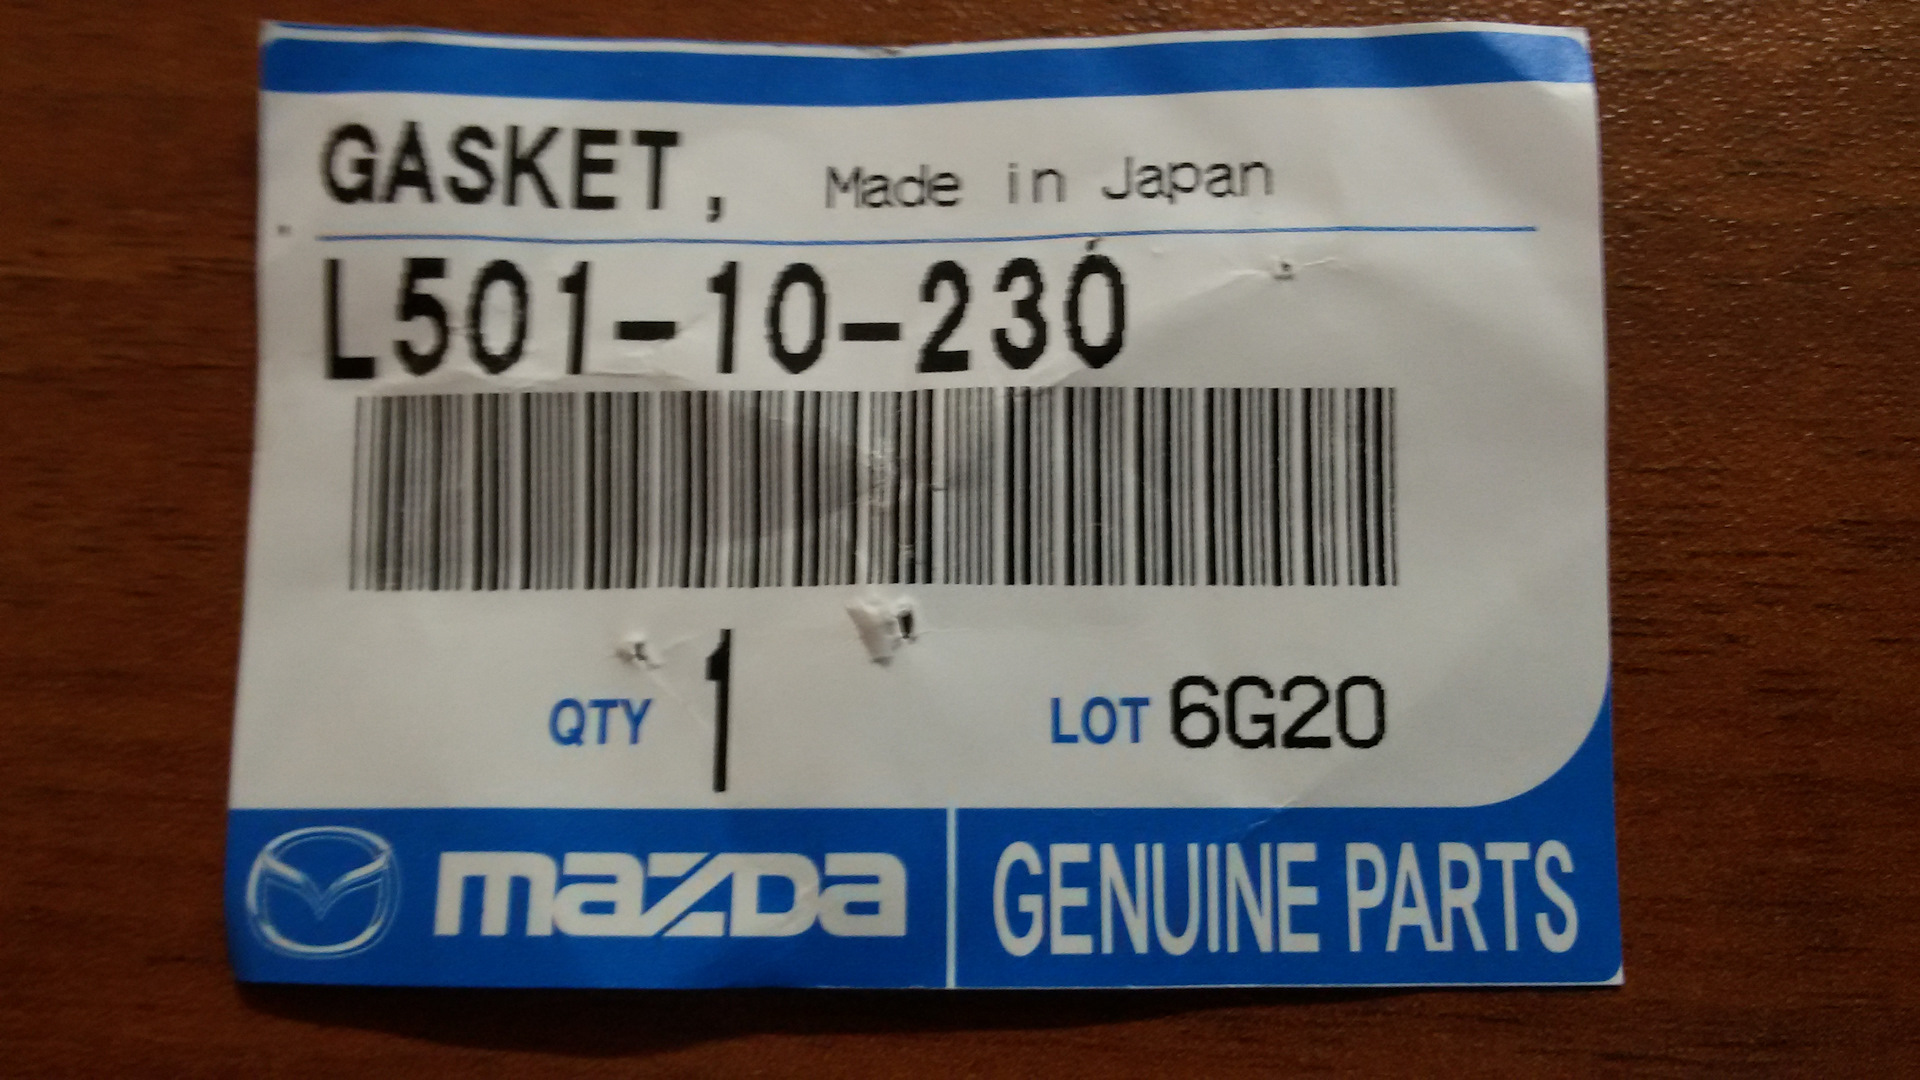 GASKET, Made in Japan
L501-10-230
QTY 1 LOT 6G20
mazda GENUINE PARTS